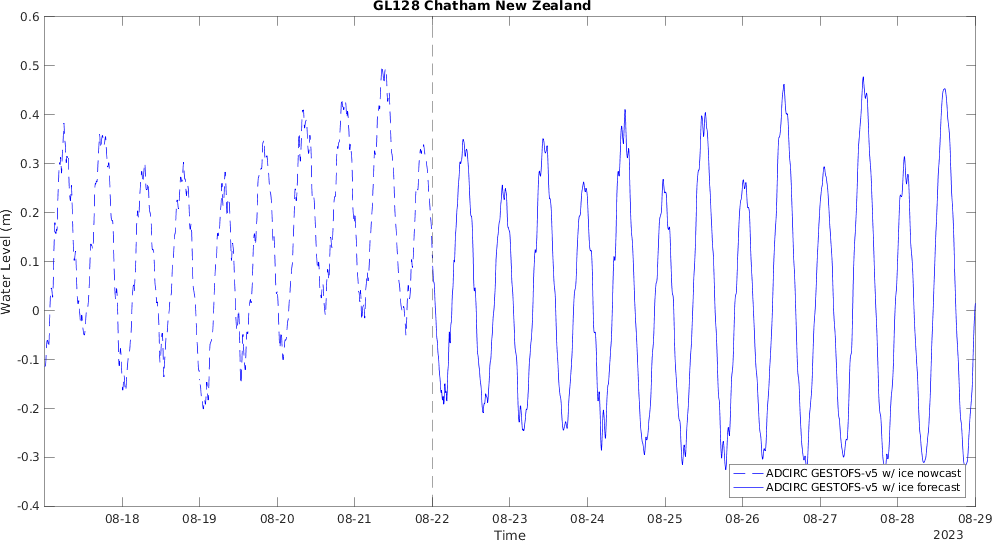 GL128 Chatham New Zealand
0.6
0.5
0.4
0.3
0.2
0.1
0
-0.1
-0.2
-0.3
-0.4
Water Level (m)
ADCIRC GESTOFS-v5 w/ ice nowcast
ADCIRC GESTOFS-v5 w/ ice forecast
08-18 08-19 08-20 08-21 08-22 08-23 08-24 08-25 08-26 08-27 08-28 08-29
Time
2023